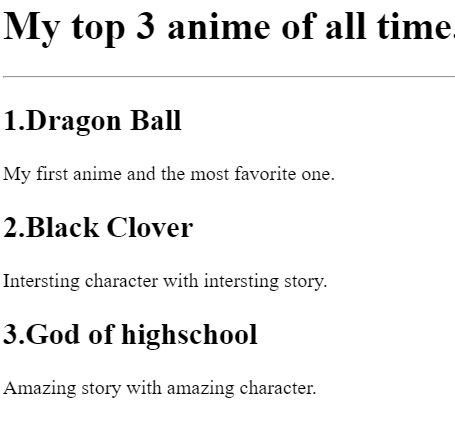 My top 3 anime of all time.
1.Dragon Ball
My first anime and the most favorite one.
2.Black Clover
Intersting character with intersting story.
3.God of highschool
Amazing story with amazing character.